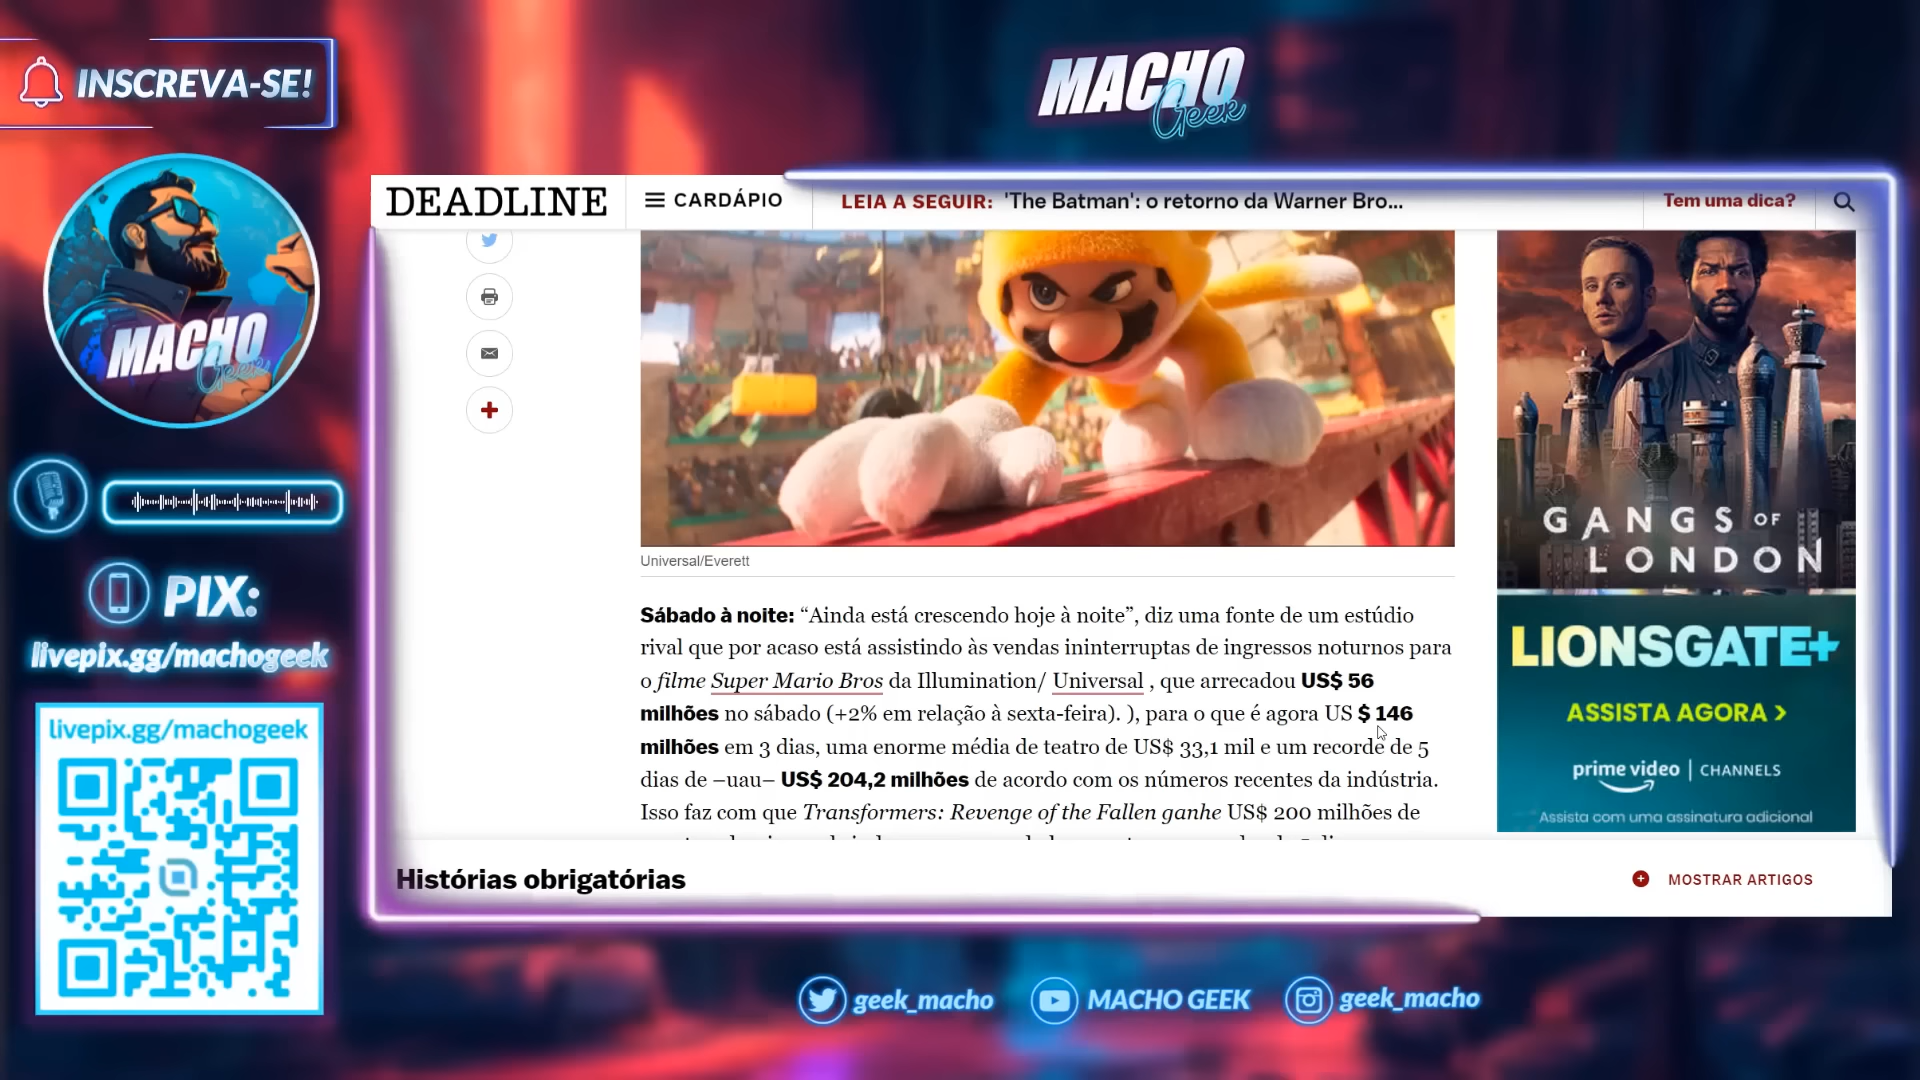 INSCREVA-SE!
MACHO
Geek
DEADLINE
CARDÁPIO
LEIA A SEGUIR: 'The Batman': o retorno da Warner Bro...
Tem uma dica?
MACHO
Geek
PIX:
livepix.gg/machogeek
livepix.gg/machogeek
Universal/Everett
Sábado à noite: “Ainda está crescendo hoje à noite”, diz uma fonte de um estúdio
rival que por acaso está assistindo às vendas ininterruptas de ingressos noturnos para
o filme Super Mario Bros da Illumination/ Universal , que arrecadou US$ 56
milhões no sábado (+2% em relação à sexta-feira). ), para o que é agora US $ 146
milhões em 3 dias, uma enorme média de teatro de US$ 33,1 mil e um recorde de 5
dias de –uau– US$ 204,2 milhões de acordo com os números recentes da indústria.
Isso faz com que Transformers: Revenge of the Fallen ganhe US$ 200 milhões de
GANGS OF
LONDON
LIONSGATE+
ASSISTA AGORA >
prime video | CHANNELS
Assista com uma assinatura adicional
Histórias obrigatórias
MOSTRAR ARTIGOS
geek_macho
MACHO GEEK
geek_macho